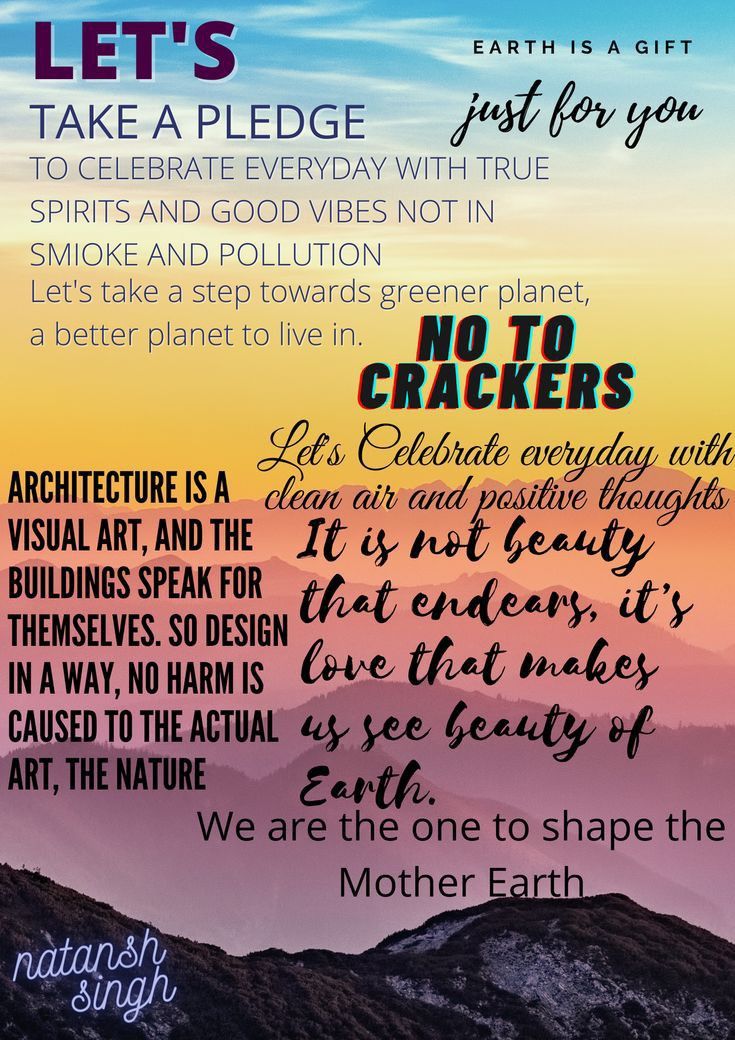 LET'S
TAKE A PLEDGE
TO CELEBRATE EVERYDAY WITH TRUE
SPIRITS AND GOOD VIBES NOT IN
SMIOKE AND POLLUTION
Let's take a step towards greener planet,
a better planet to live in.
EARTH IS A GIFT
just for you
NO TO
CRACKERS
Let's Celebrate everyday with
clean air and positive thoughts
ARCHITECTURE IS A
VISUAL ART, AND THE
BUILDINGS SPEAK FOR
THEMSELVES. SO DESIGN
IN A WAY, NO HARM IS
CAUSED TO THE ACTUAL
ART, THE NATURE
It is not beauty
that endears, it's
love that makes
us see beauty of
Earth.
We are the one to shape the
Mother Earth
natansh
singh